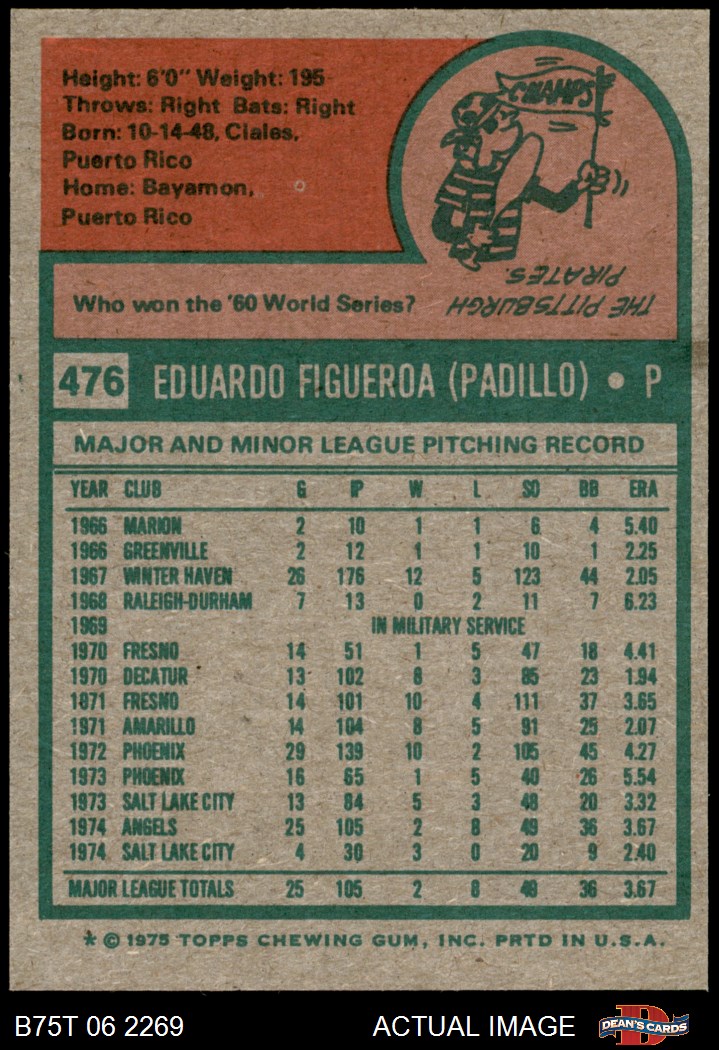 Height: 6'0" Weight: 195
Throws: Right Bats: Right
Born: 10-14-48, Ciales,
Puerto Rico
Home: Bayamon,
Puerto Rico
CHAMPS
THE PITTSBURGH
PIRATES.
Who won the '60 World Series?
476 EDUARDO FIGUEROA (PADILLO) • P
MAJOR AND MINOR LEAGUE PITCHING RECORD
YEAR CLUB G IP W L SO BB ERA
1966 MARION 2 10 1 1 6 4 5.40
1966 GREENVILLE 2 12 1 1 10 1 2.25
1967 WINTER HAVEN 26 176 12 5 123 44 2.05
1968 RALEIGH-DURHAM 7 13 0 2 11 7 6.23
1969 IN MILITARY SERVICE
1970 FRESNO 14 51 1 5 47 18 4.41
1970 DECATUR 13 102 8 3 85 23 1.94
1871 FRESNO 14 101 10 4 111 37 3.65
1971 AMARILLO 14 104 8 5 91 25 2.07
1972 PHOENIX 29 139 10 2 105 45 4.27
1973 PHOENIX 16 65 1 5 40 26 5.54
1973 SALT LAKE CITY 13 84 5 3 48 20 3.32
1974 ANGELS 25 105 2 8 49 36 3.67
1974 SALT LAKE CITY 4 30 3 0 20 9 2.40
MAJOR LEAGUE TOTALS 25 105 2 8 49 36 3.67
* © 1975 TOPPS CHEWING GUM, INC. PRTD IN U.S.A.
B75T 06 2269 ACTUAL IMAGE D DEAN'S CARDS